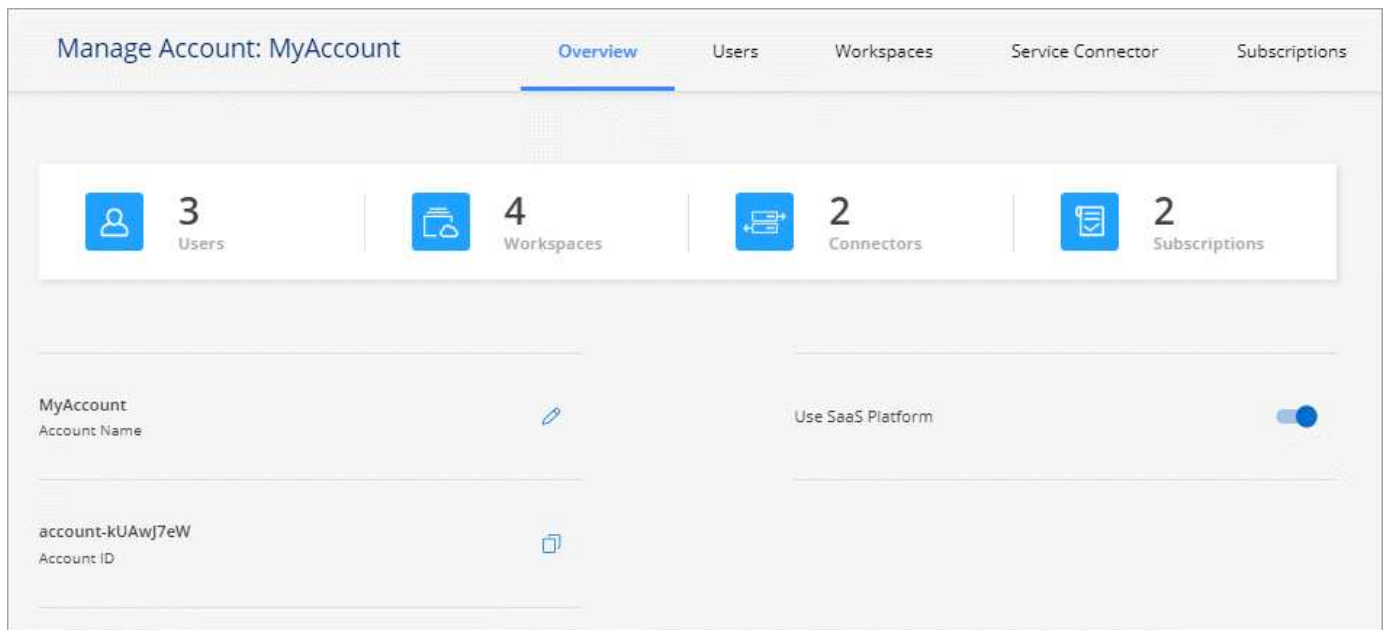 Manage Account: MyAccount
Overview
Users
Workspaces
Service Connector
Subscriptions
3
Users
4
Workspaces
2
Connectors
2
Subscriptions
MyAccount
Account Name
Use SaaS Platform
account-kUAwJ7eW
Account ID